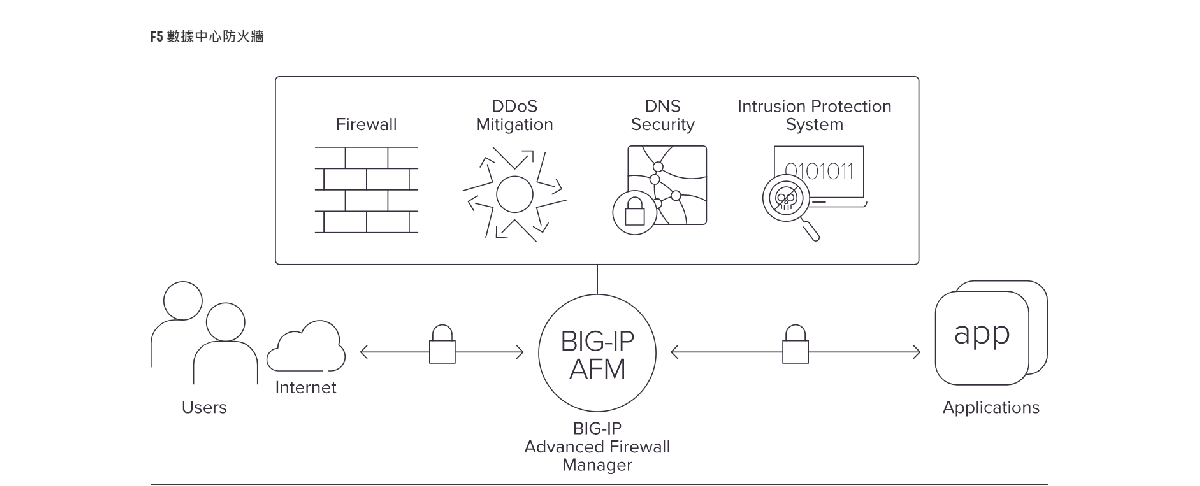 F5 數據中心防火牆
Firewall
DDoS
Mitigation
DNS
Security
Intrusion Protection
System
0101011
Users
Internet
BIG-IP
AFM
BIG-IP
Advanced Firewall
Manager
app
Applications